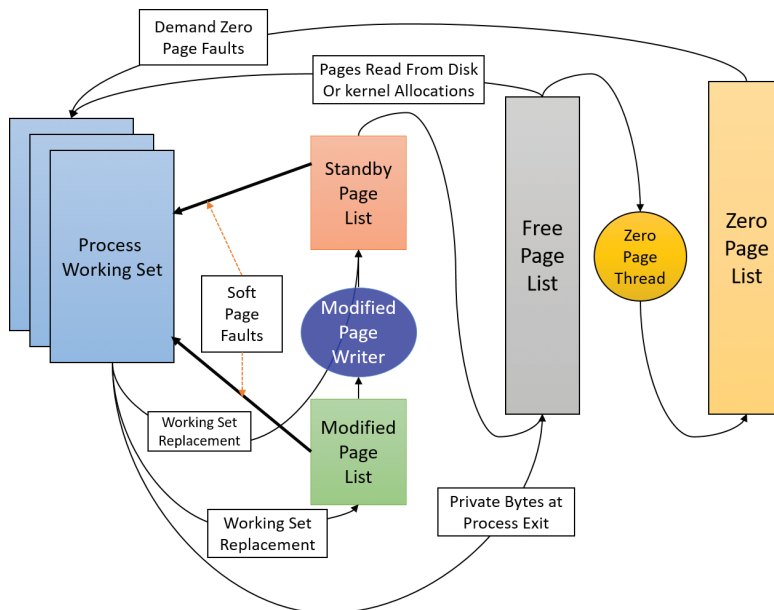 Demand Zero
Page Faults
Pages Read From Disk
Or kernel Allocations
Standby
Page
List
Process
Working Set
Free
Page
List
Zero
Page
Thread
Zero
Page
List
Soft
Page
Faults
Modified
Page
Writer
Working Set
Replacement
Modified
Page
List
Working Set
Replacement
Private Bytes at
Process Exit